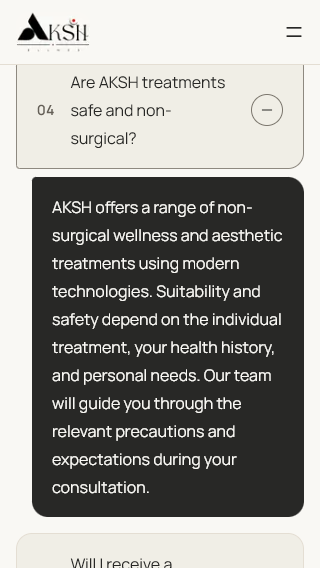 AKSH
04
Are AKSH treatments
safe and non-
surgical?
AKSH offers a range of non-
surgical wellness and aesthetic
treatments using modern
technologies. Suitability and
safety depend on the individual
treatment, your health history,
and personal needs. Our team
will guide you through the
relevant precautions and
expectations during your
consultation.
Will I receive a